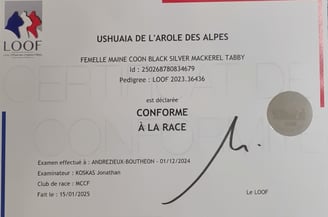 LOOF
USHUAIA DE L'AROLE DES ALPES
FEMELLE MAINE COON BLACK SILVER MACKEREL TABBY
id : 250268780834679
Pedigree : LOOF 2023.36436
est déclarée
CONFORME
À LA RACE
Examen effectué à : ANDREZIEUX-BOUTHEON - 01/12/2024
Examinateur : KOSKAS Jonathan
Club de race : MCCF
Fait le : 15/01/2025
Le LOOF